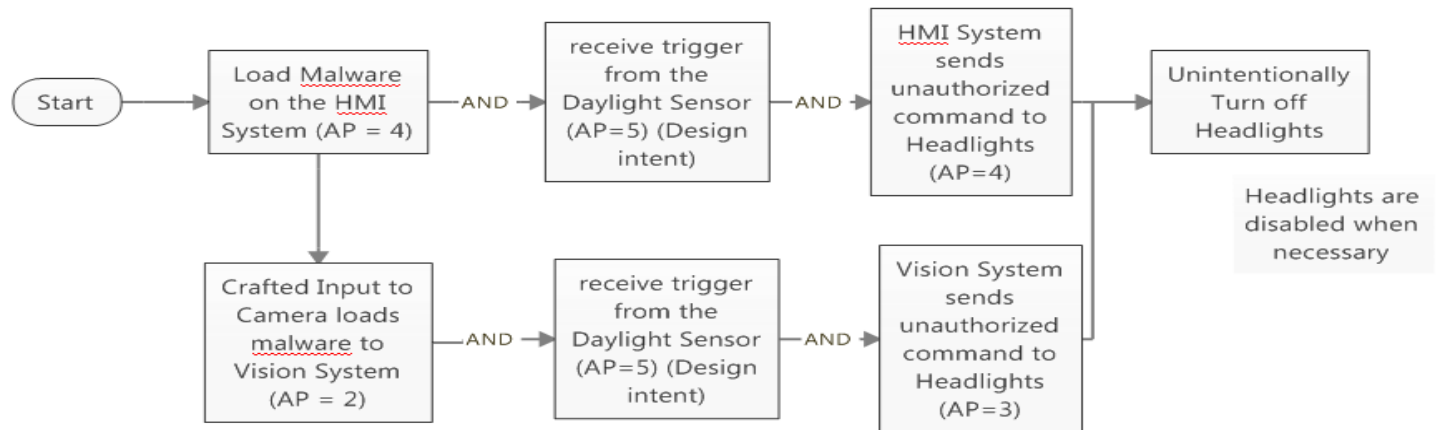 Start
Load Malware
on the HMI
System (AP = 4)
AND
receive trigger
from the
Daylight Sensor
(AP=5) (Design
intent)
AND
HMI System
sends
unauthorized
command to
Headlights
(AP=4)
Unintentionally
Turn off
Headlights
Headlights are
disabled when
necessary
Crafted Input to
Camera loads
malware to
Vision System
(AP = 2)
AND
receive trigger
from the
Daylight Sensor
(AP=5) (Design
intent)
AND
Vision System
sends
unauthorized
command to
Headlights
(AP=3)